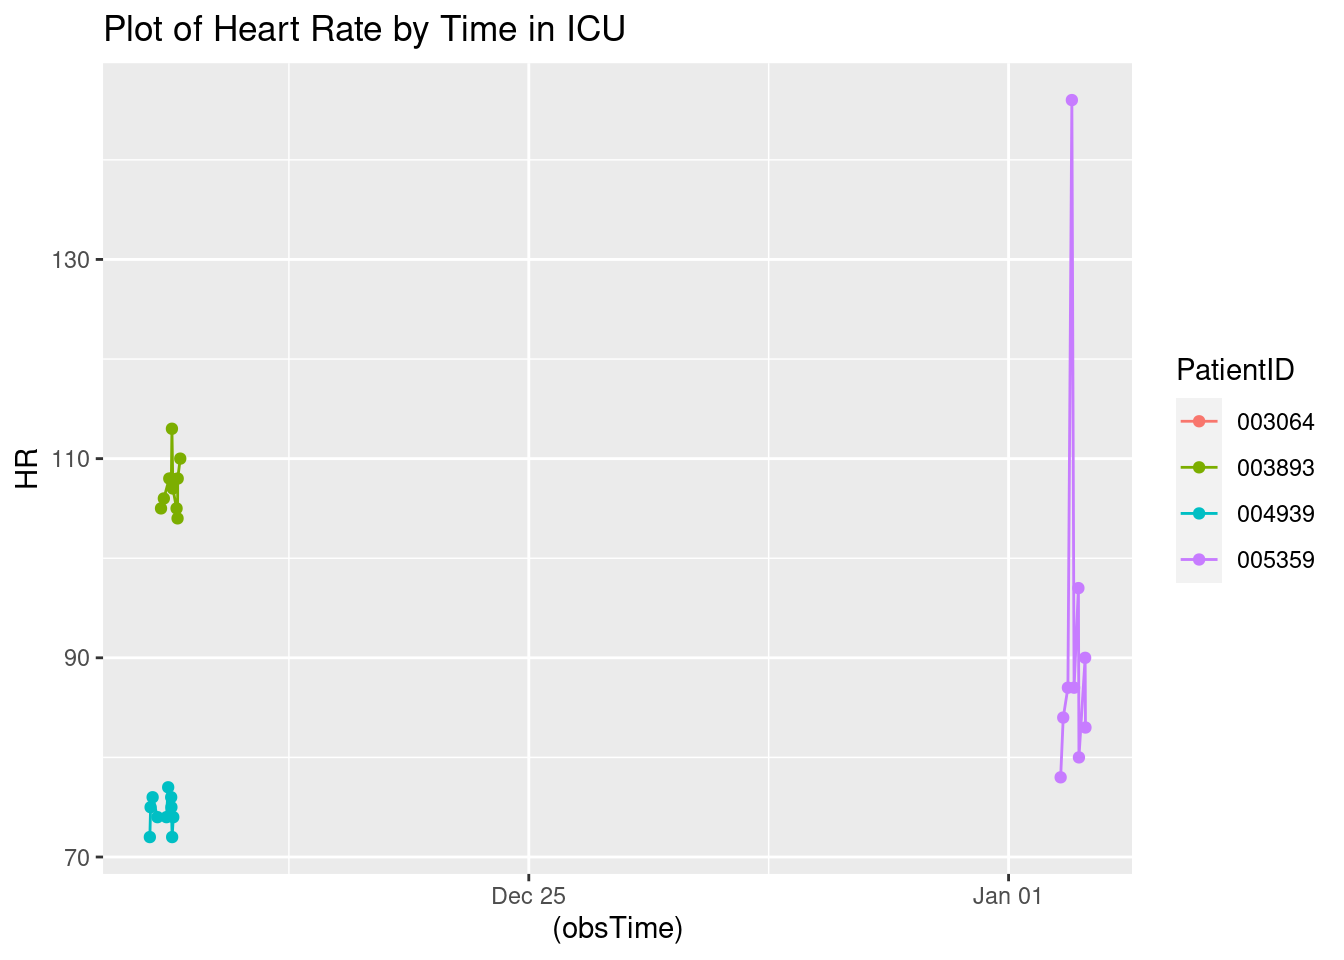 Plot of Heart Rate by Time in ICU
HR
130
110
90
70
Dec 25
Jan 01
(obsTime)
PatientID
003064
003893
004939
005359